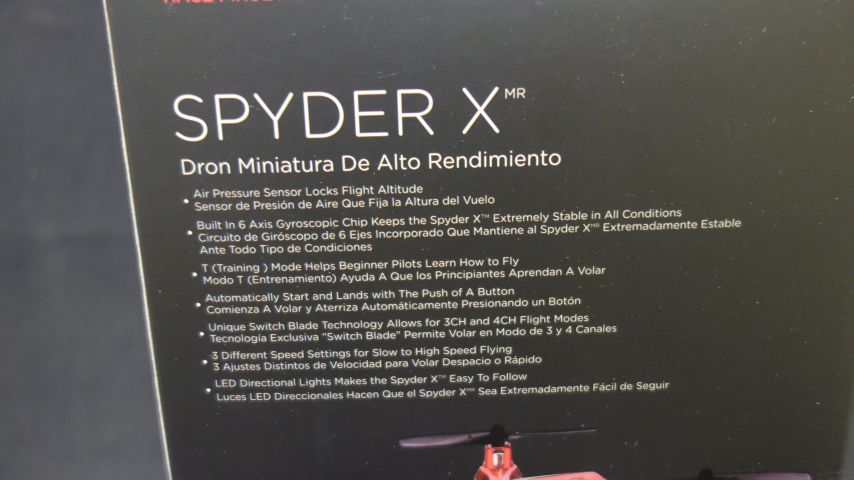 SPYDER X MR
Dron Miniatura De Alto Rendimiento
• Air Pressure Sensor Locks Flight Altitude
Sensor de Presión de Aire Que Fija la Altura del Vuelo
• Built In 6 Axis Gyroscopic Chip Keeps the Spyder X™ Extremely Stable in All Conditions
Circuito de Giróscopo de 6 Ejes Incorporado Que Mantiene al Spyder Xᴹᴿ Extremadamente Estable
Ante Todo Tipo de Condiciones
• T (Training ) Mode Helps Beginner Pilots Learn How to Fly
Modo T (Entrenamiento) Ayuda A Que los Principiantes Aprendan A Volar
• Automatically Start and Lands with The Push of A Button
Comienza A Volar y Aterriza Automáticamente Presionando un Botón
• Unique Switch Blade Technology Allows for 3CH and 4CH Flight Modes
Tecnología Exclusiva "Switch Blade" Permite Volar en Modo de 3 y 4 Canales
• 3 Different Speed Settings for Slow to High Speed Flying
3 Ajustes Distintos de Velocidad para Volar Despacio o Rápido
• LED Directional Lights Makes the Spyder X™ Easy To Follow
Luces LED Direccionales Hacen Que el Spyder Xᴹᴿ Sea Extremadamente Fácil de Seguir